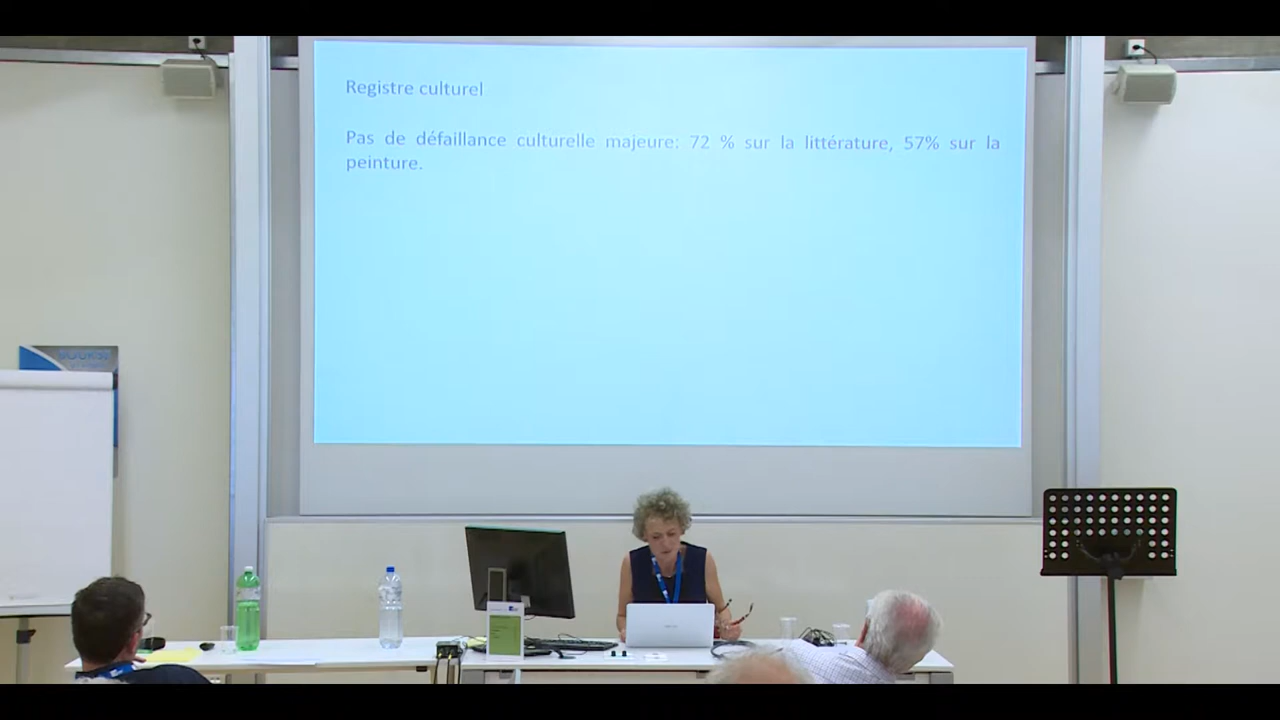 Registre culturel
Pas de défaillance culturelle majeure: 72 % sur la littérature, 57% sur la
peinture.